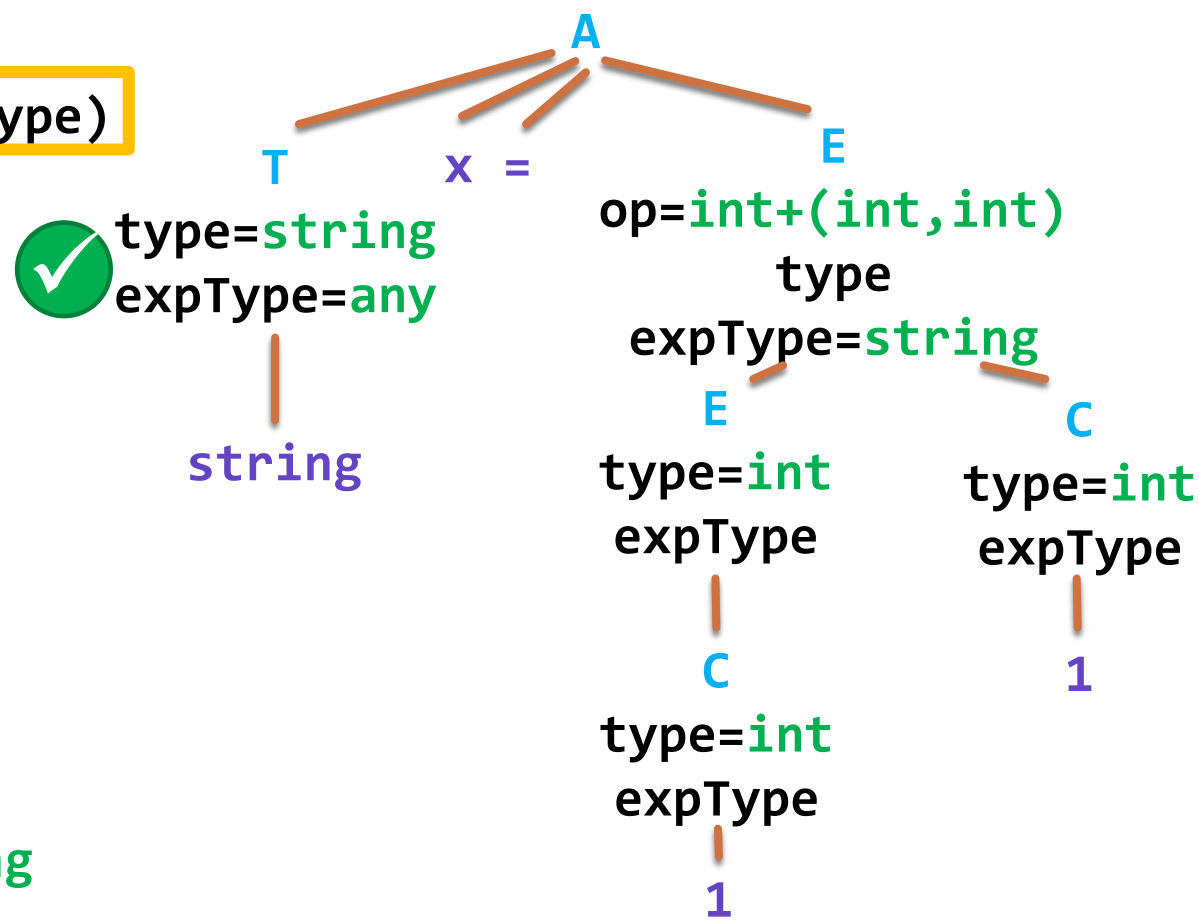 A
ype)
T
x =
E
type=string
expType=any
op=int+(int,int)
type
expType=string
string
E
type=int
expType
C
type=int
expType
C
type=int
expType
1
1
g